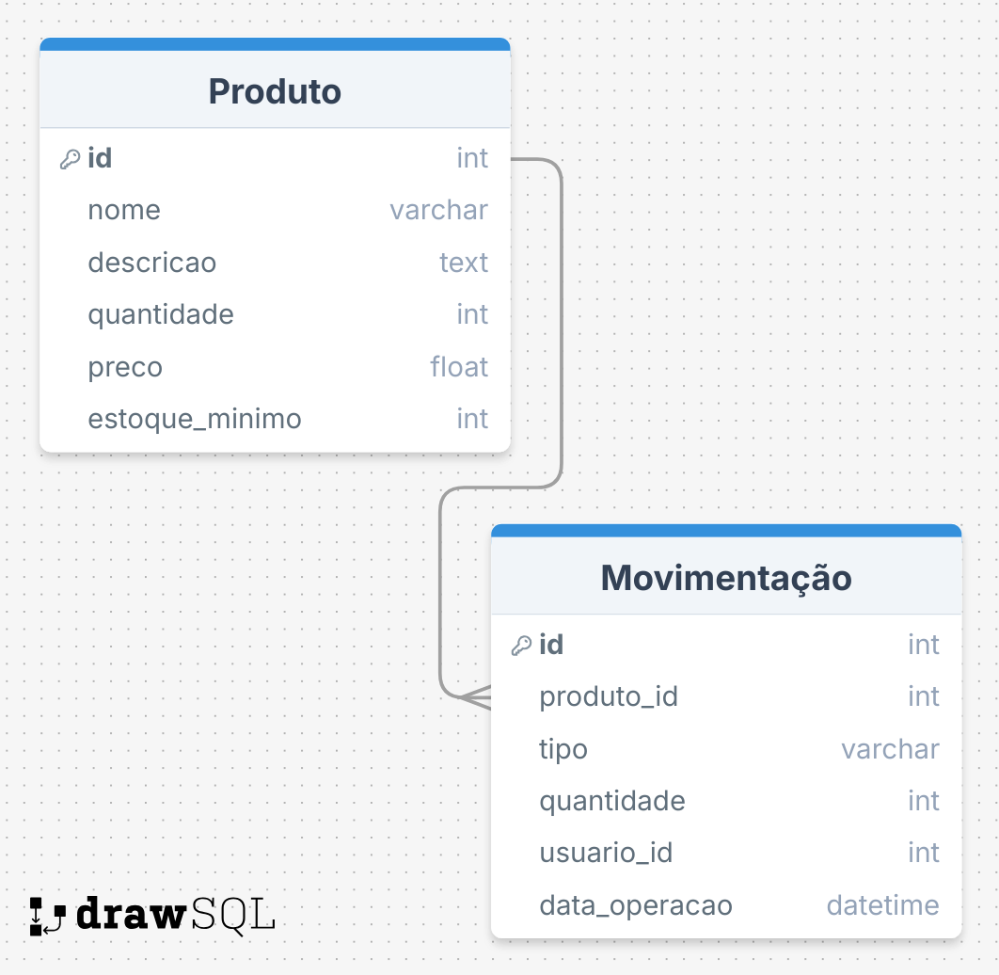 Produto
id int
nome varchar
descricao text
quantidade int
preco float
estoque_minimo int
Movimentação
id int
produto_id int
tipo varchar
quantidade int
usuario_id int
data_operacao datetime
drawSQL